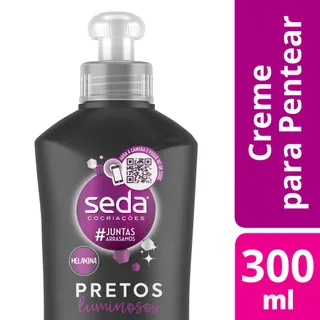 seda
COCRIAÇÕES
#JUNTAS
ARRASAMOS
MELANINA
PRETOS
luminosos
Creme
para Pentear
300
ml